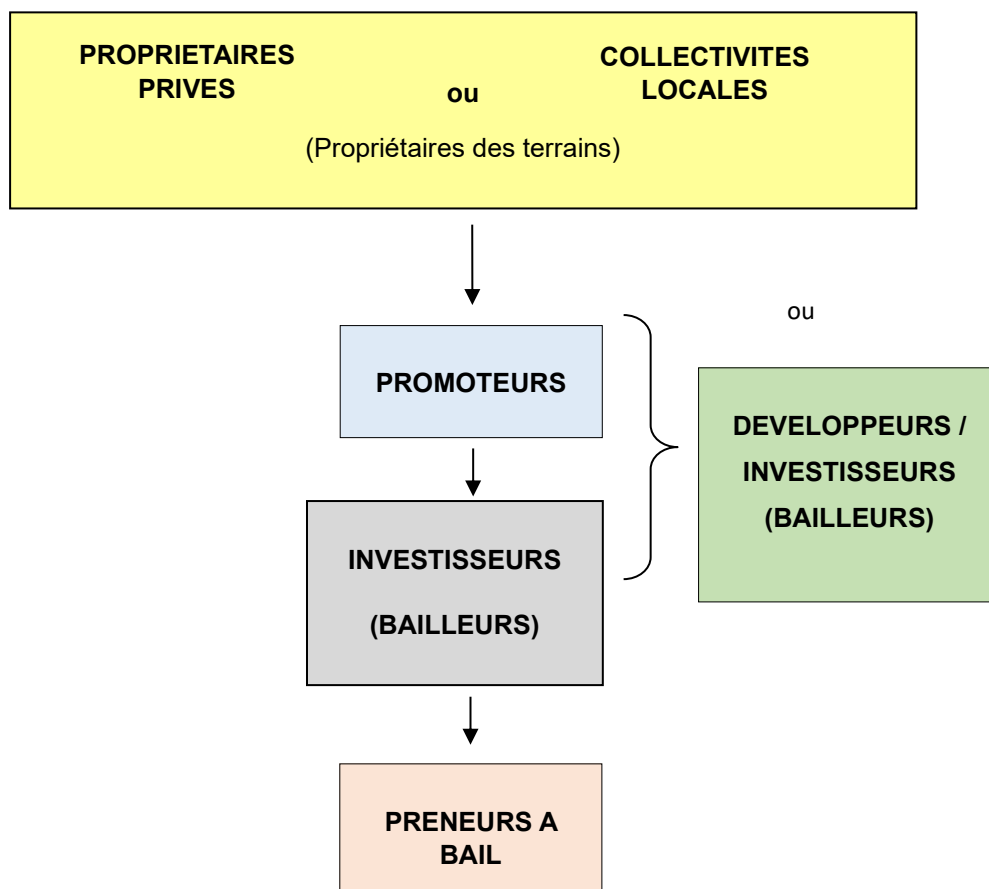 PROPRIETAIRES
PRIVES
ou
COLLECTIVITES
LOCALES
(Propriétaires des terrains)
PROMOTEURS
INVESTISSEURS
(BAILLEURS)
ou
DEVELOPPEURS /
INVESTISSEURS
(BAILLEURS)
PRENEURS A
BAIL